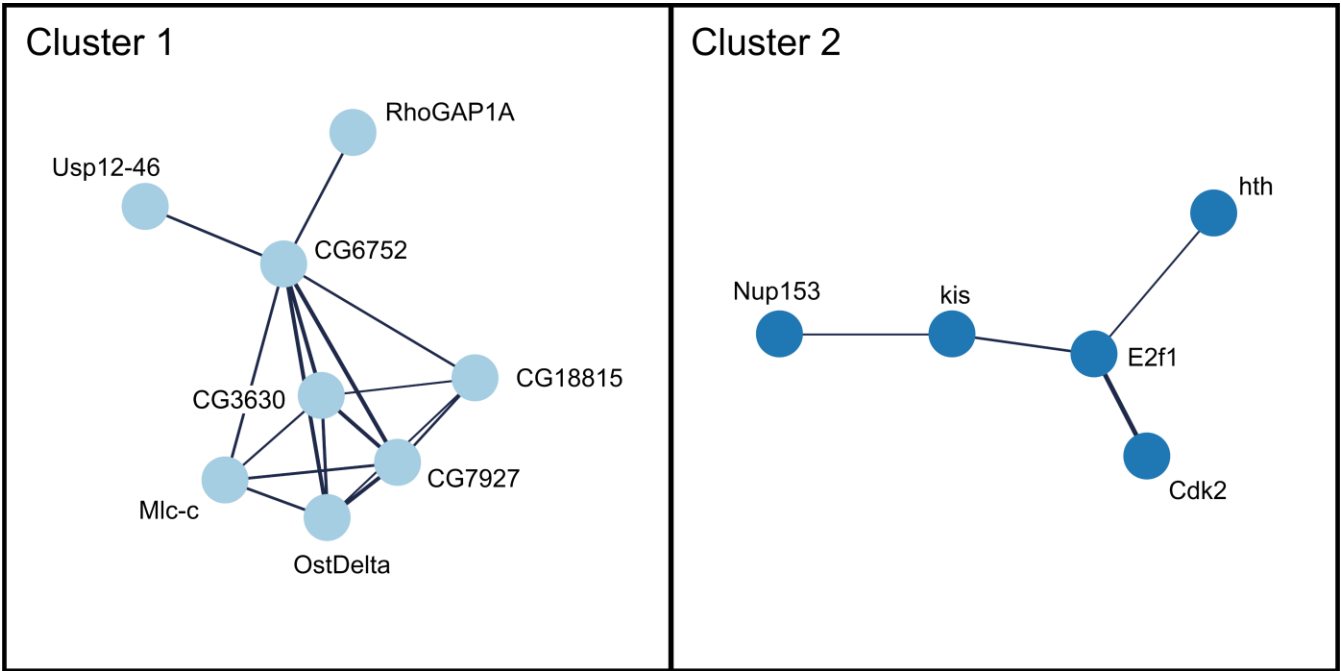 Cluster 1
RhoGAP1A
Usp12-46
CG6752
CG18815
CG3630
CG7927
Mlc-c
OstDelta
Cluster 2
hth
Nup153
kis
E2f1
Cdk2